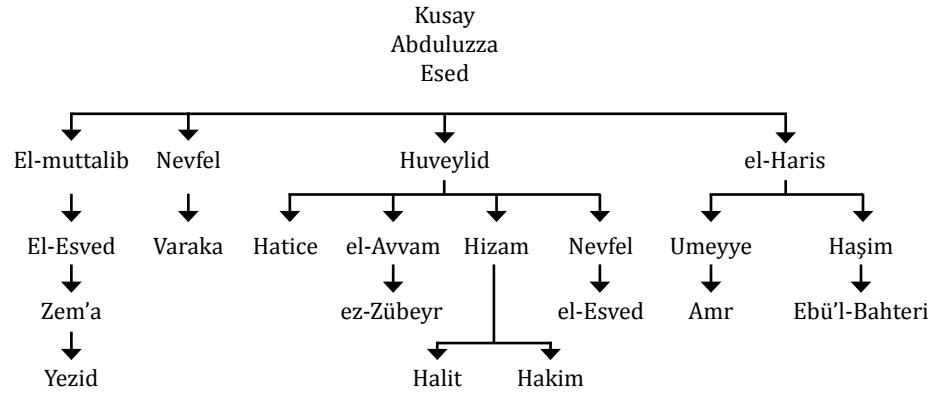 Kusay
Abduluzza
Esed
El-muttalib Nevfel Huveylid el-Haris
El-Esved Varaka Hatice el-Avvam Hizam Nevfel Umeyye Haşim
Zem’a ez-Zübeyr el-Esved Amr Ebü’l-Bahteri
Yezid Halit Hakim